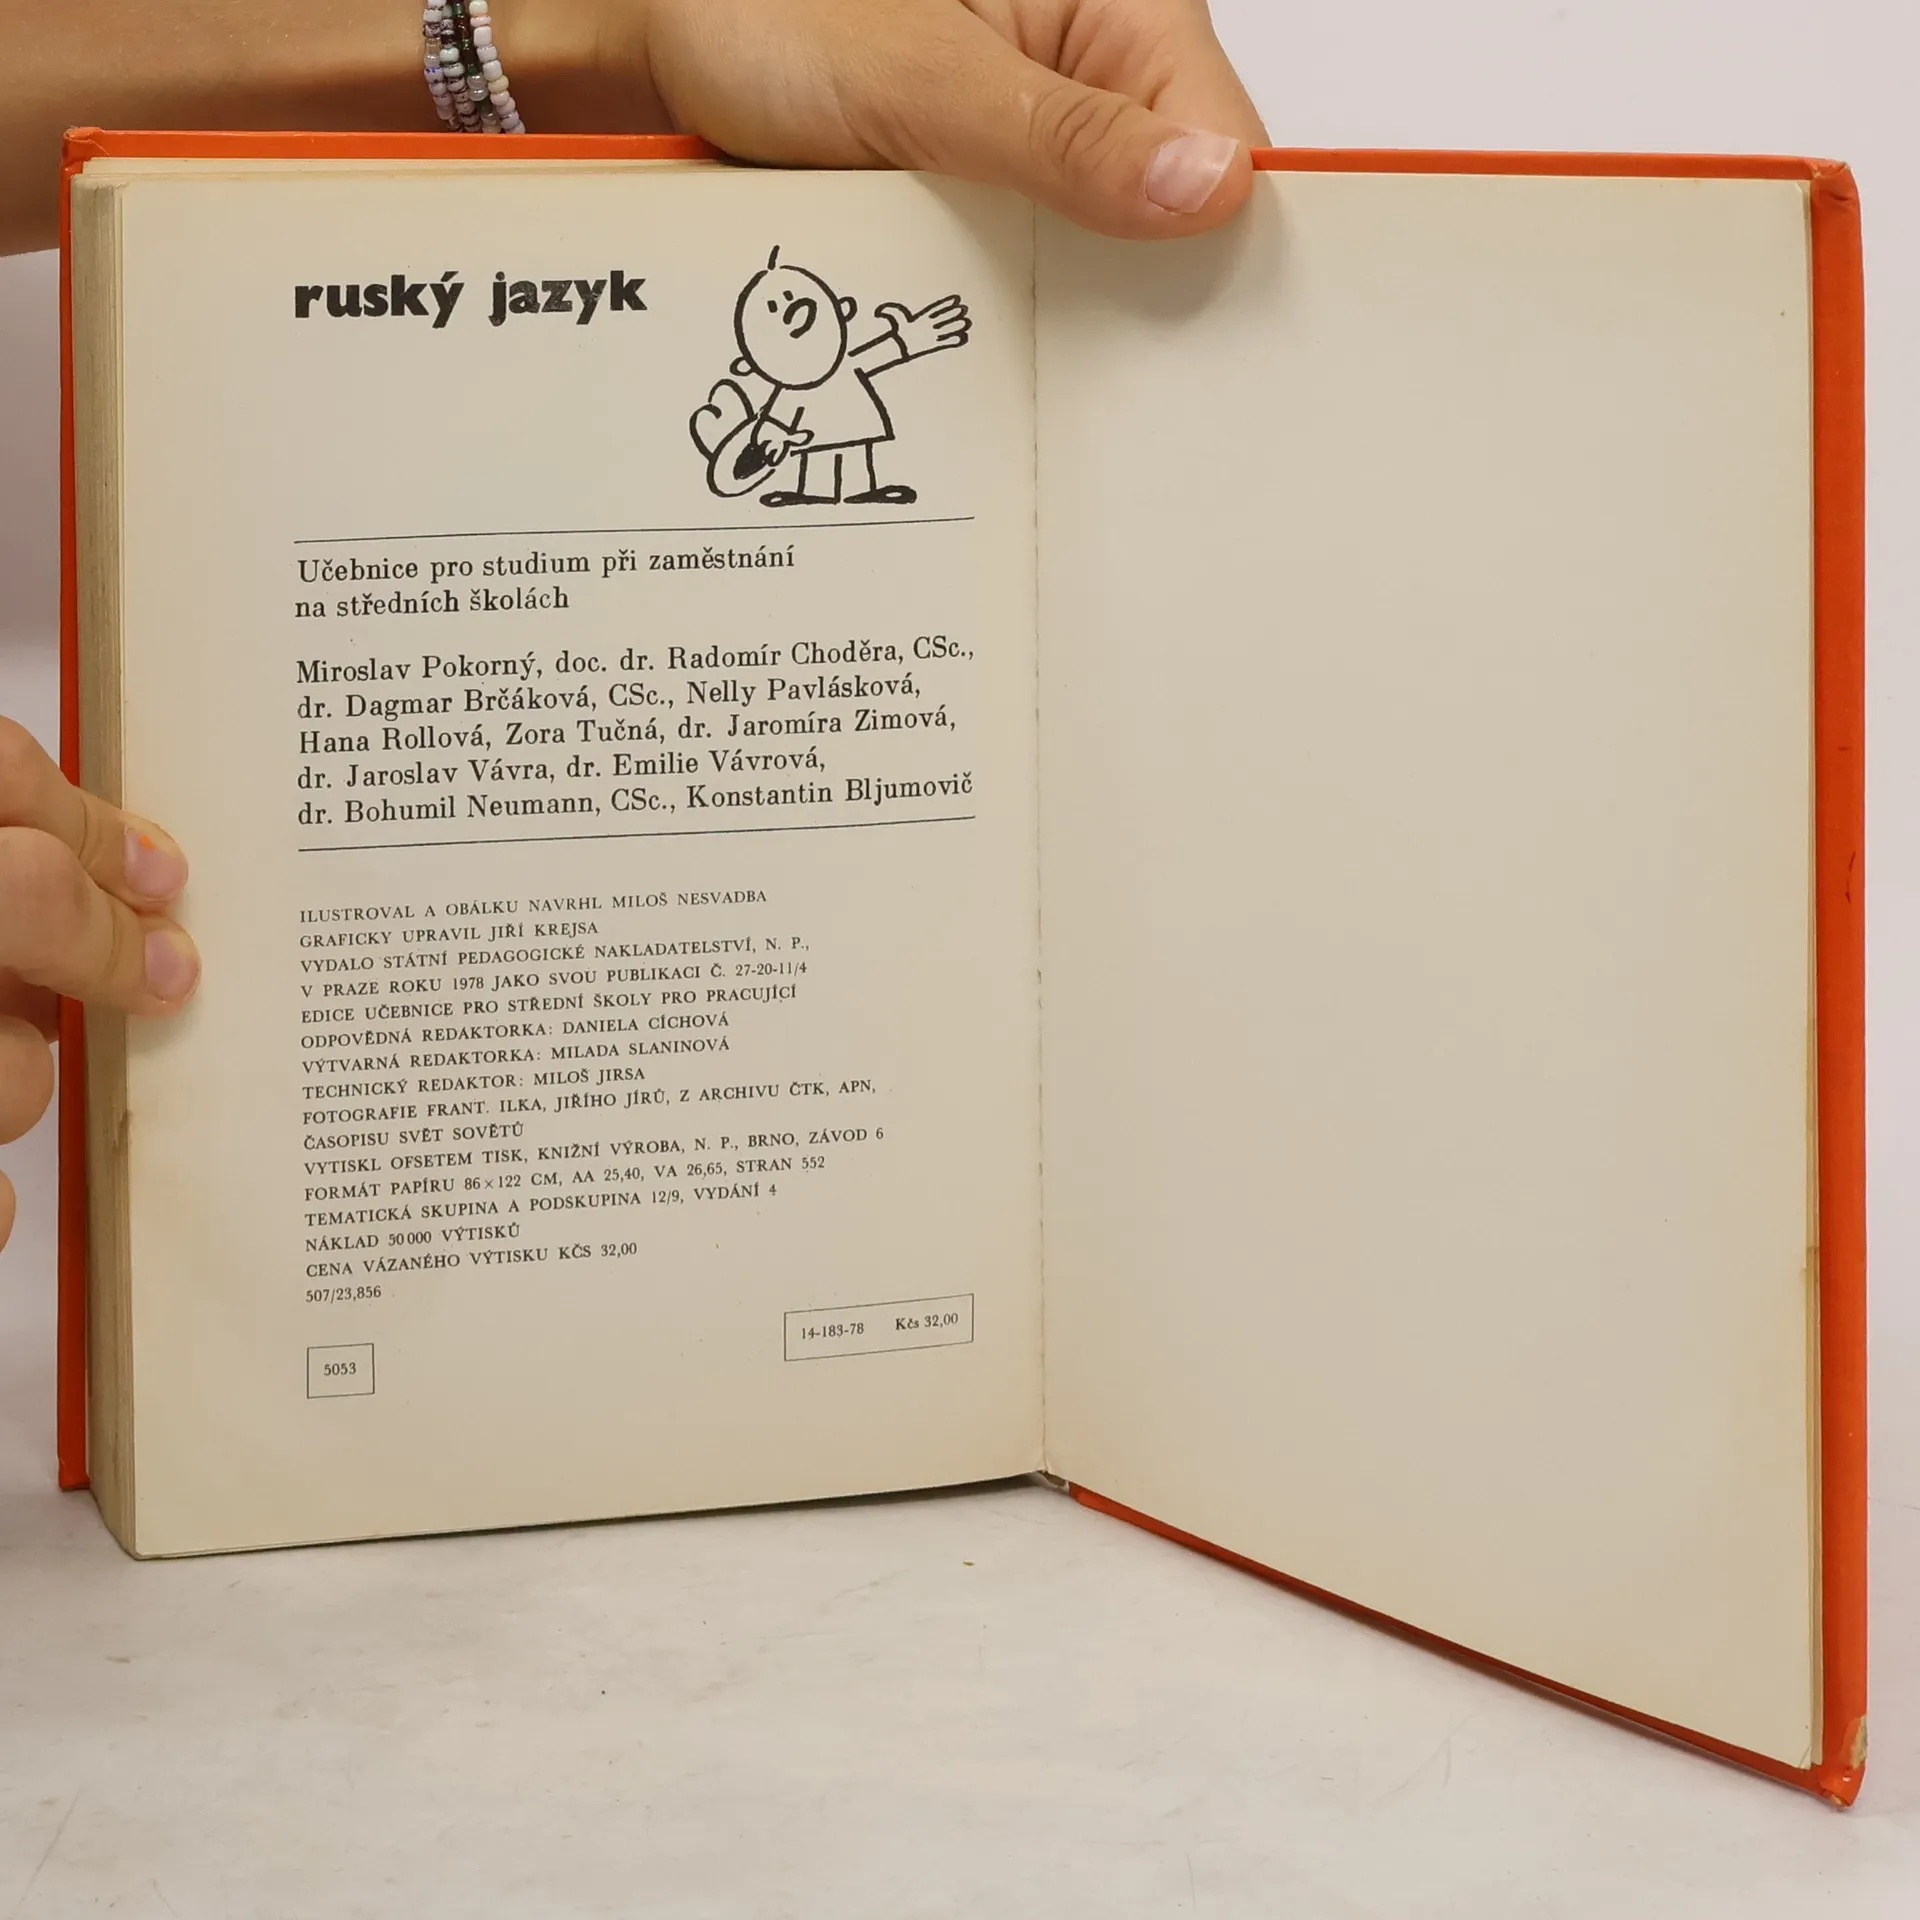 ruský jazyk
Učebnice pro studium při zaměstnání
na středních školách
Miroslav Pokorný, doc. dr. Radomír Choděra, CSc.,
dr. Dagmar Brčáková, CSc., Nelly Pavlásková,
Hana Rollová, Zora Tučná, dr. Jaromíra Zimová,
dr. Jaroslav Vávra, dr. Emilie Vávrová,
dr. Bohumil Neumann, CSc., Konstantin Bljumovič
ILUSTROVAL A OBÁLKU NAVRHL MILOŠ NESVADBA
GRAFICKY UPRAVIL JIŘÍ KREJSA
VYDALO STÁTNÍ PEDAGOGICKÉ NAKLADATELSTVÍ, N. P.,
V PRAZE ROKU 1978 JAKO SVOU PUBLIKACI Č. 27-20-11/4
EDICE UČEBNICE PRO STŘEDNÍ ŠKOLY PRO PRACUJÍCÍ
ODPOVĚDNÁ REDAKTORKA: DANIELA CÍCHOVÁ
VÝTVARNÁ REDAKTORKA: MILADA SLANINOVÁ
TECHNICKÝ REDAKTOR: MILOŠ JIRSA
FOTOGRAFIE FRANT. ILKA, JIŘÍHO JÍRŮ, Z ARCHIVU ČTK, APN,
ČASOPISU SVĚT SOVĚTŮ
VYTISKL OFSETEM TISK, KNIŽNÍ VÝROBA, N. P., BRNO, ZÁVOD 6
FORMÁT PAPÍRU 86×122 CM, AA 25,40, VA 26,65, STRAN 552
TEMATICKÁ SKUPINA A PODSKUPINA 12/9, VYDÁNÍ 4
NÁKLAD 50 000 VÝTISKŮ
CENA VÁZANÉHO VÝTISKU KČS 32,00
507/23,856
14-183-78 Kčs 32,00
5053